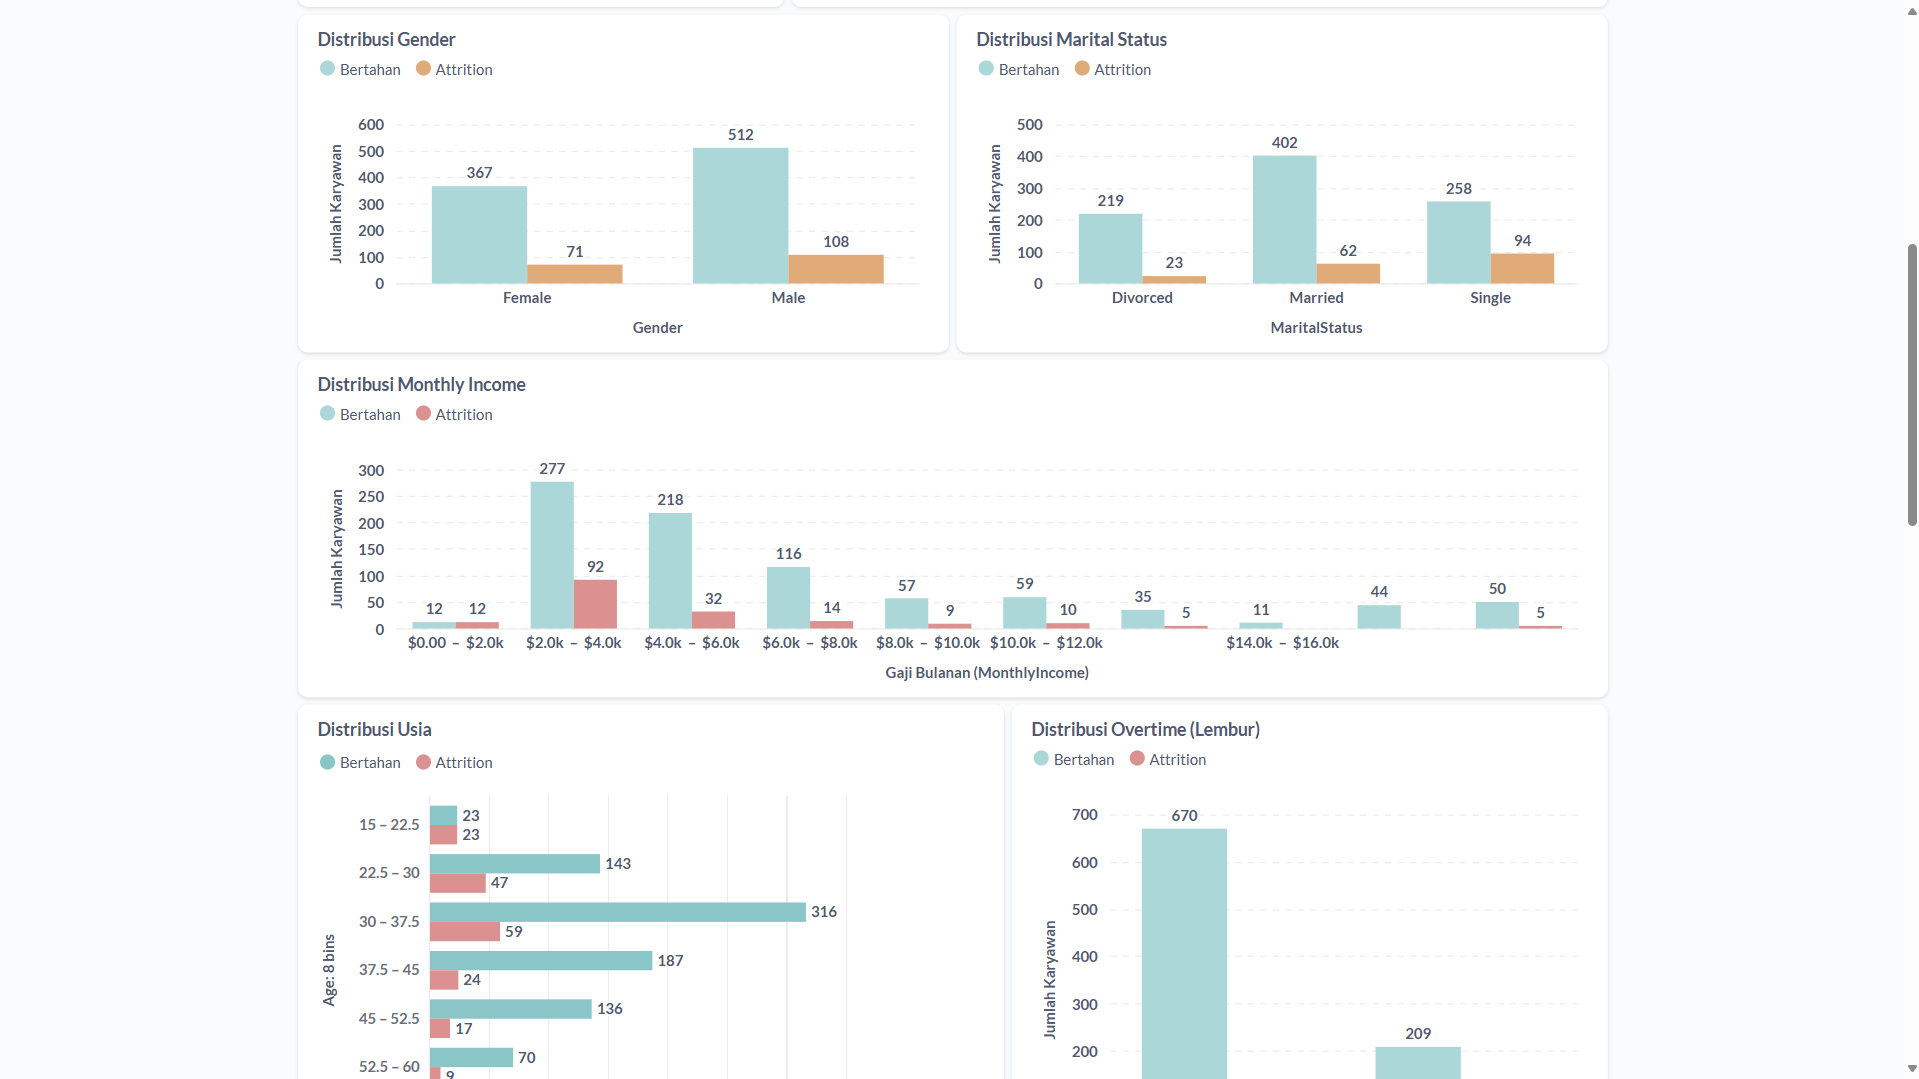 Distribusi Gender
Bertahan Attrition
600
500
400
300
200
100
0
Jumlah Karyawan
367
71
512
108
Female Male
Gender
Distribusi Marital Status
Bertahan Attrition
500
400
300
200
100
0
Jumlah Karyawan
219
23
402
62
258
94
Divorced Married Single
MaritalStatus
Distribusi Monthly Income
Bertahan Attrition
300
250
200
150
100
50
0
Jumlah Karyawan
12 12
277
92
218
32
116
14
57
9
59
10
35
5
11
44
50
5
$0.00 – $2.0k $2.0k – $4.0k $4.0k – $6.0k $6.0k – $8.0k $8.0k – $10.0k $10.0k – $12.0k $14.0k – $16.0k
Gaji Bulanan (MonthlyIncome)
Distribusi Usia
Bertahan Attrition
Age: 8 bins
15 – 22.5
23
23
22.5 – 30
143
47
30 – 37.5
316
59
37.5 – 45
187
24
45 – 52.5
136
17
52.5 – 60
70
9
Distribusi Overtime (Lembur)
Bertahan Attrition
700
600
500
400
300
200
Jumlah Karyawan
670
209